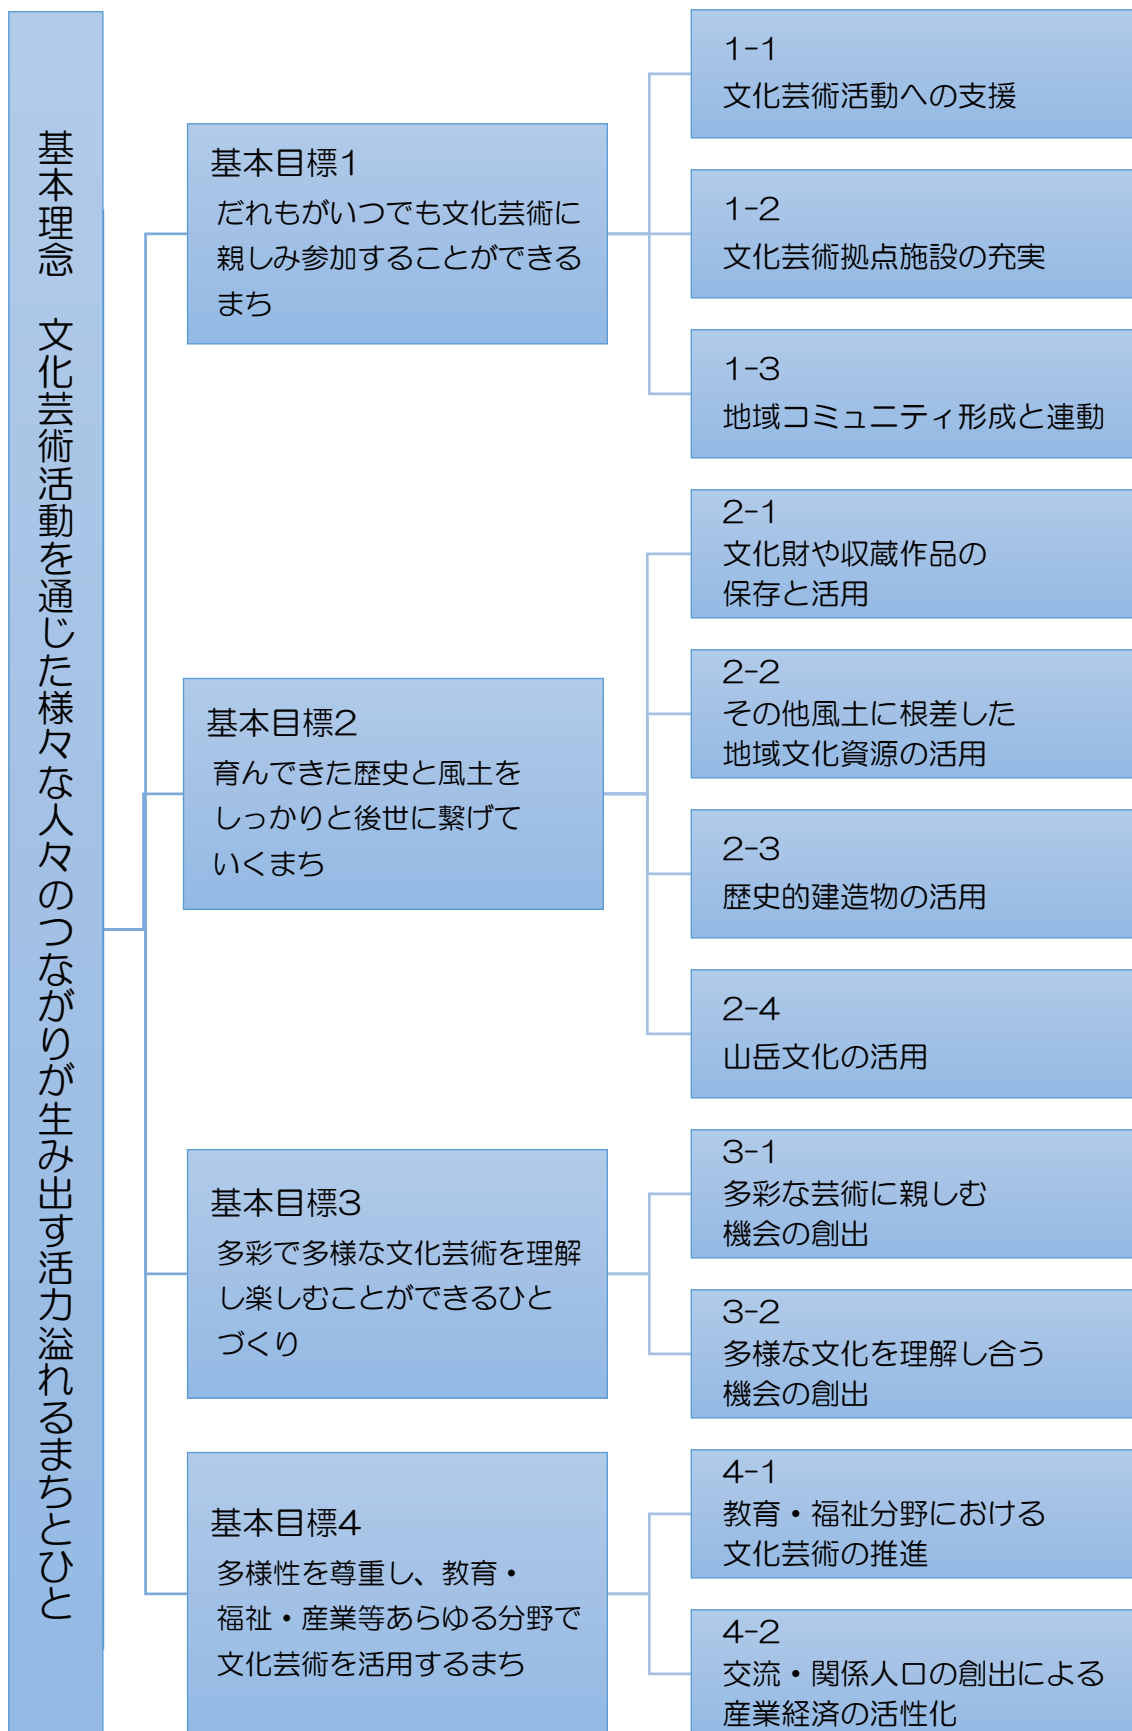 基本理念　文化芸術活動を通じた様々な人々のつながりが生み出す活力溢れるまちとひと
基本目標1
だれもがいつでも文化芸術に
親しみ参加することができる
まち
1-1
文化芸術活動への支援
1-2
文化芸術拠点施設の充実
1-3
地域コミュニティ形成と連動
基本目標2
育んできた歴史と風土を
しっかりと後世に繋げて
いくまち
2-1
文化財や収蔵作品の
保存と活用
2-2
その他風土に根差した
地域文化資源の活用
2-3
歴史的建造物の活用
2-4
山岳文化の活用
基本目標3
多彩で多様な文化芸術を理解
し楽しむことができるひと
づくり
3-1
多彩な芸術に親しむ
機会の創出
3-2
多様な文化を理解し合う
機会の創出
基本目標4
多様性を尊重し、教育・
福祉・産業等あらゆる分野で
文化芸術を活用するまち
4-1
教育・福祉分野における
文化芸術の推進
4-2
交流・関係人口の創出による
産業経済の活性化